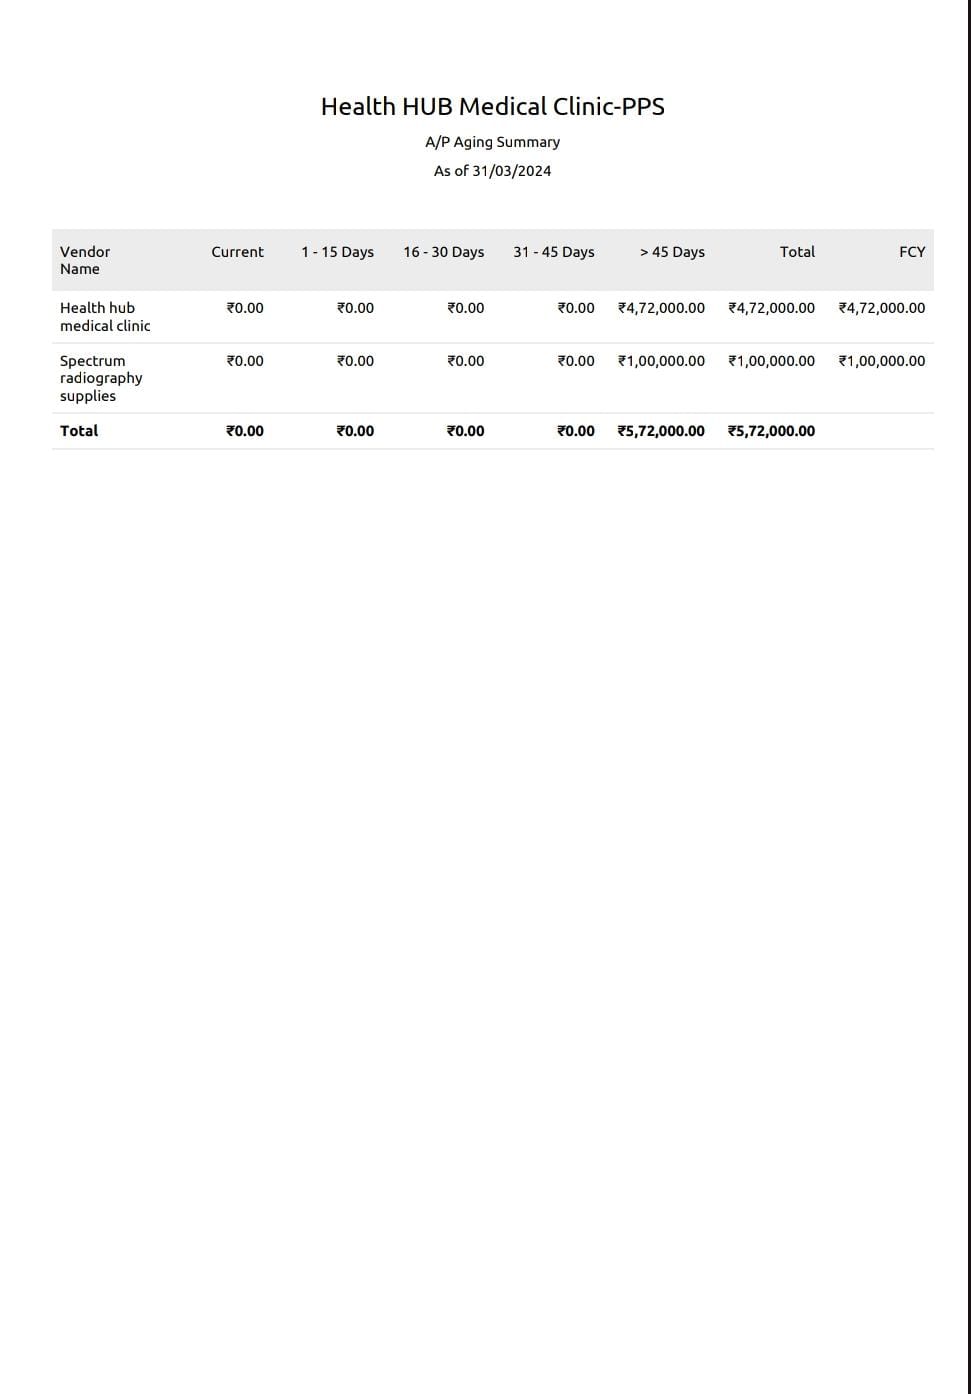 Health HUB Medical Clinic-PPS
A/P Aging Summary
As of 31/03/2024
Vendor Name Current 1 - 15 Days 16 - 30 Days 31 - 45 Days > 45 Days Total FCY
Health hub medical clinic ₹0.00 ₹0.00 ₹0.00 ₹0.00 ₹4,72,000.00 ₹4,72,000.00 ₹4,72,000.00
Spectrum radiography supplies ₹0.00 ₹0.00 ₹0.00 ₹0.00 ₹1,00,000.00 ₹1,00,000.00 ₹1,00,000.00
Total ₹0.00 ₹0.00 ₹0.00 ₹0.00 ₹5,72,000.00 ₹5,72,000.00